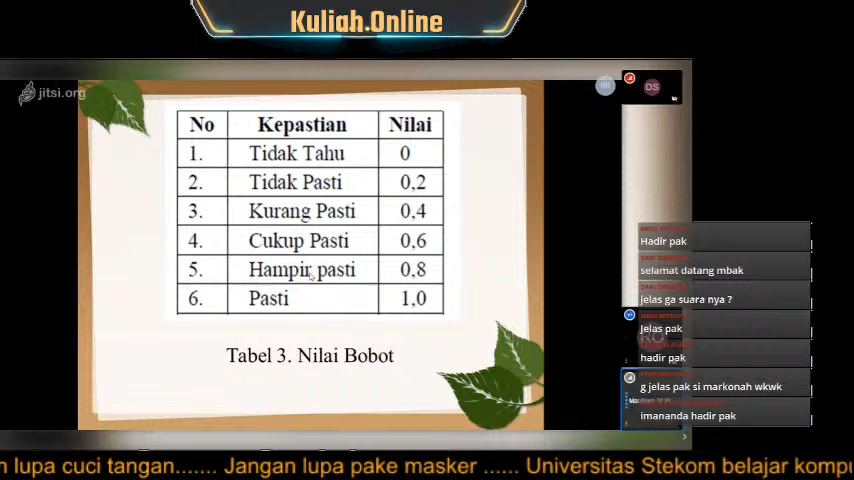 Kuliah.Online
jitsi.org
DS
No Kepastian Nilai
1. Tidak Tahu 0
2. Tidak Pasti 0,2
3. Kurang Pasti 0,4
4. Cukup Pasti 0,6
5. Hampir pasti 0,8
6. Pasti 1,0
Tabel 3. Nilai Bobot
Hadir pak
selamat datang mbak
jelas ga suara nya ?
Jelas pak
hadir pak
g jelas pak si markonah wkwk
imananda hadir pak
n lupa cuci tangan....... Jangan lupa pake masker ...... Universitas Stekom belajar kompu